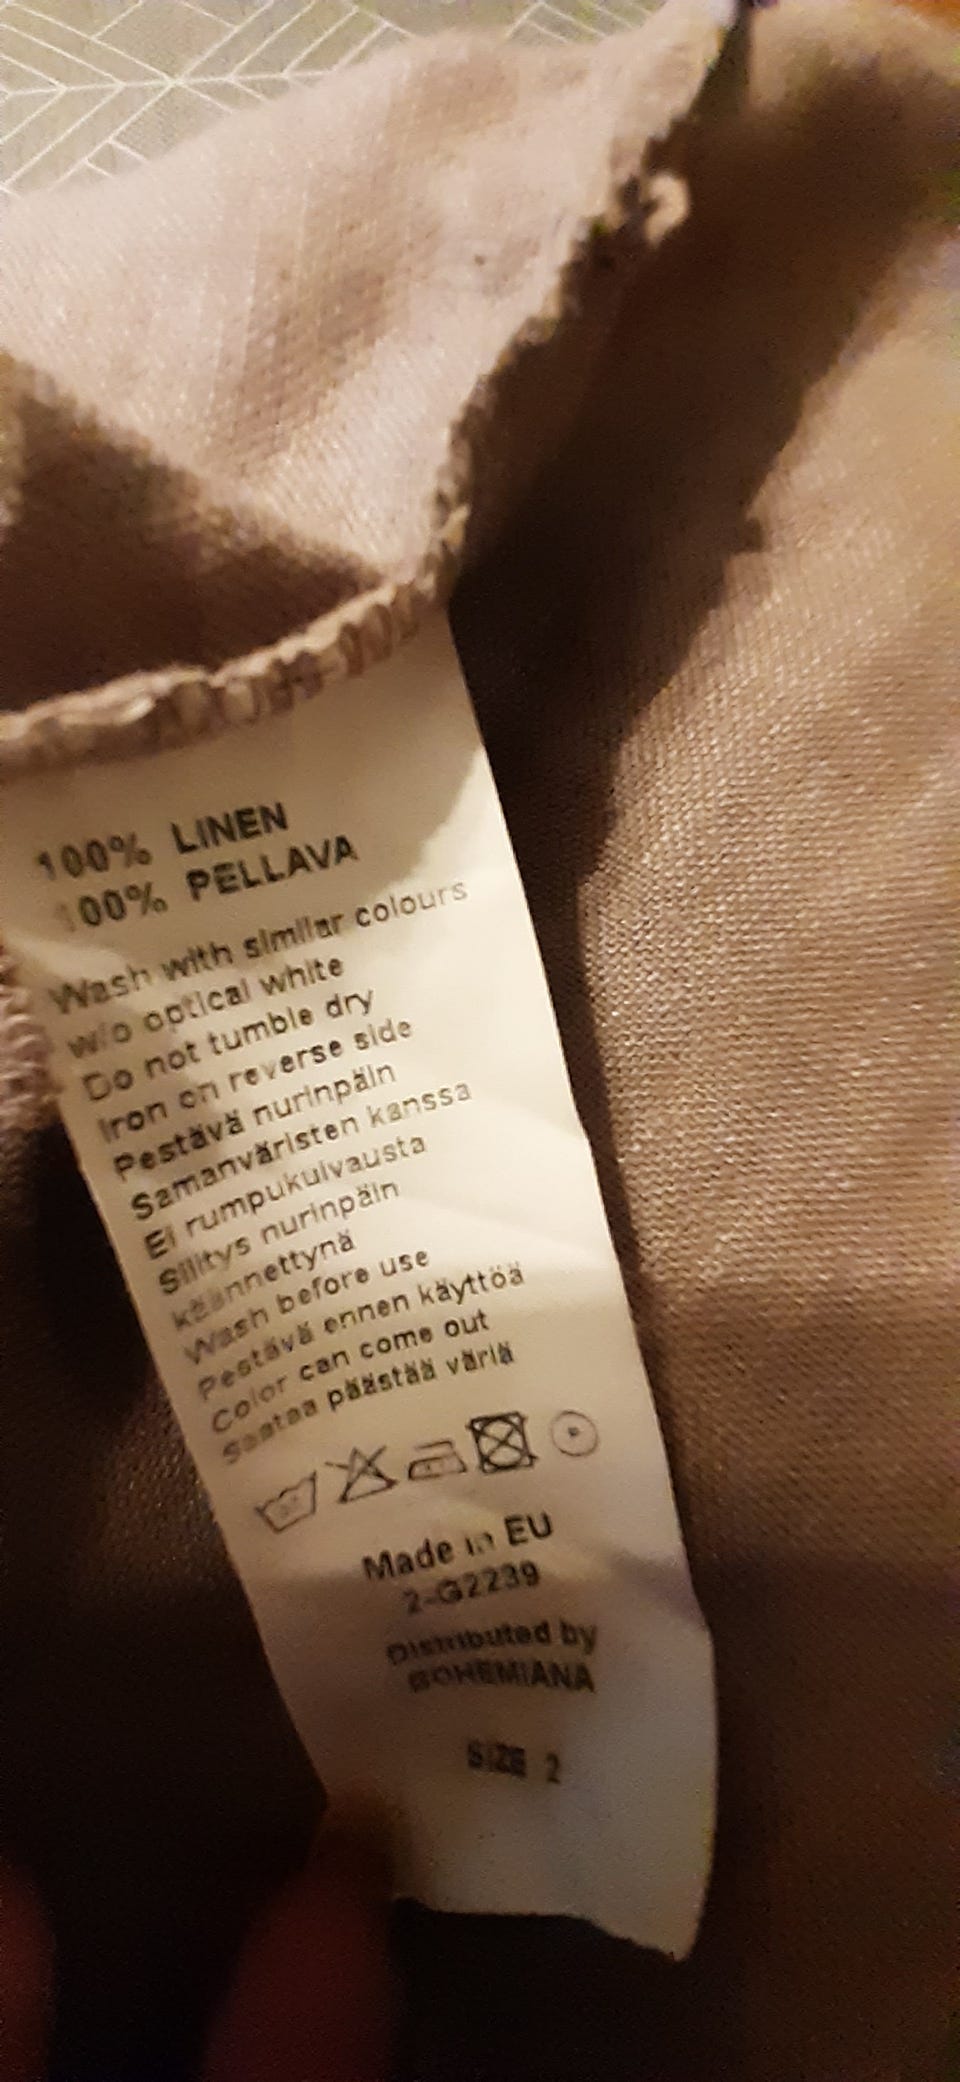 100% LINEN
100% PELLAVA
Wash with similar colours
w/o optical white
Do not tumble dry
Iron on reverse side
Pestävä nurinpäin
Samanväristen kanssa
Ei rumpukuivausta
Silitys nurinpäin
käännettynä
Wash before use
Pestävä ennen käyttöä
Color can come out
Saataa päästää väriä
P
Made in EU
2-G2239
Distributed by
BOHEMIANA
SIZE 2